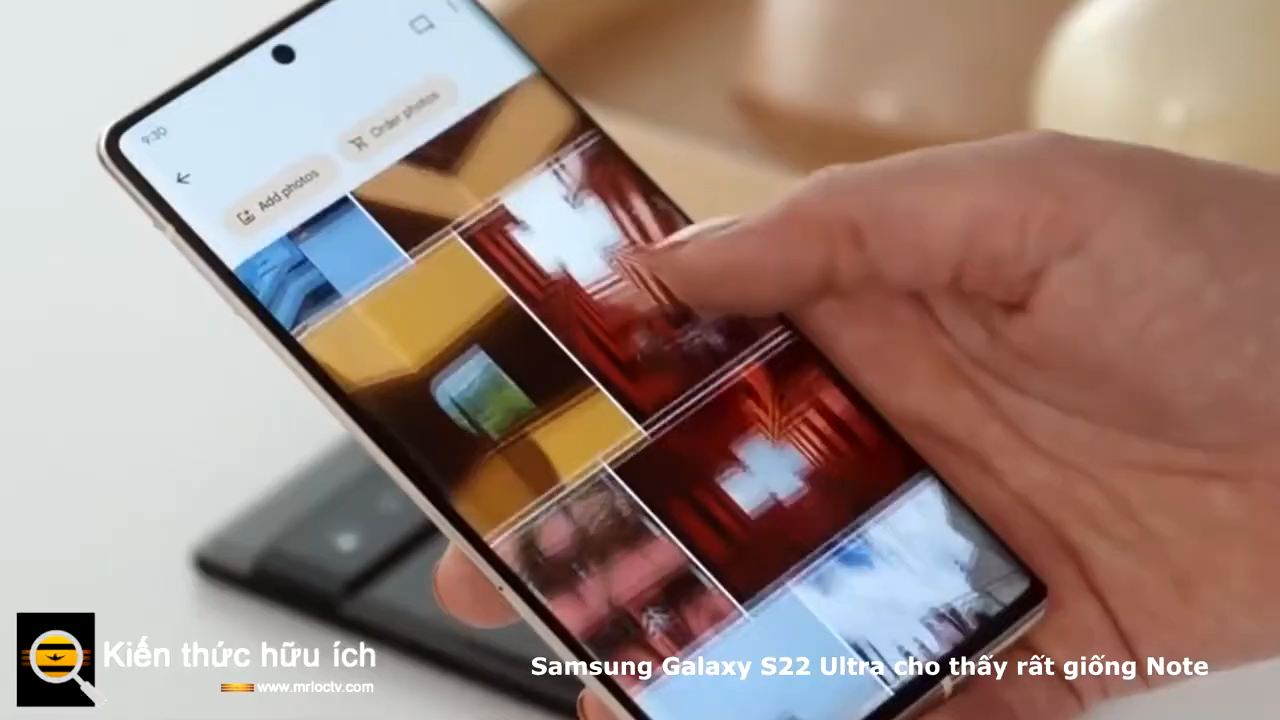 9:30
Order photos
Add photos
Kiến thức hữu ích
www.mrloctv.com
Samsung Galaxy S22 Ultra cho thấy rất giống Note